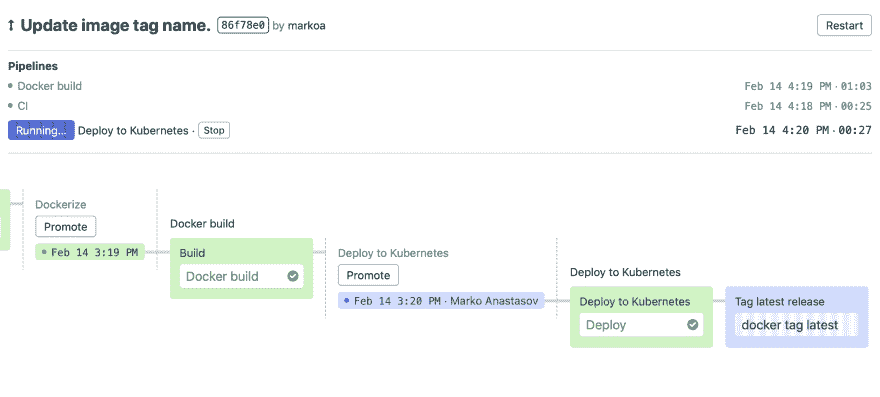 Update image tag name. 86f78e0 by markoa Restart
Pipelines
Docker build Feb 14 4:19 PM · 01:03
CI Feb 14 4:18 PM · 00:25
Running... Deploy to Kubernetes · Stop Feb 14 4:20 PM · 00:27
Dockerize
Promote
Feb 14 3:19 PM
Docker build
Build
Docker build
Deploy to Kubernetes
Promote
Feb 14 3:20 PM · Marko Anastasov
Deploy to Kubernetes
Deploy to Kubernetes
Deploy
Tag latest release
docker tag latest